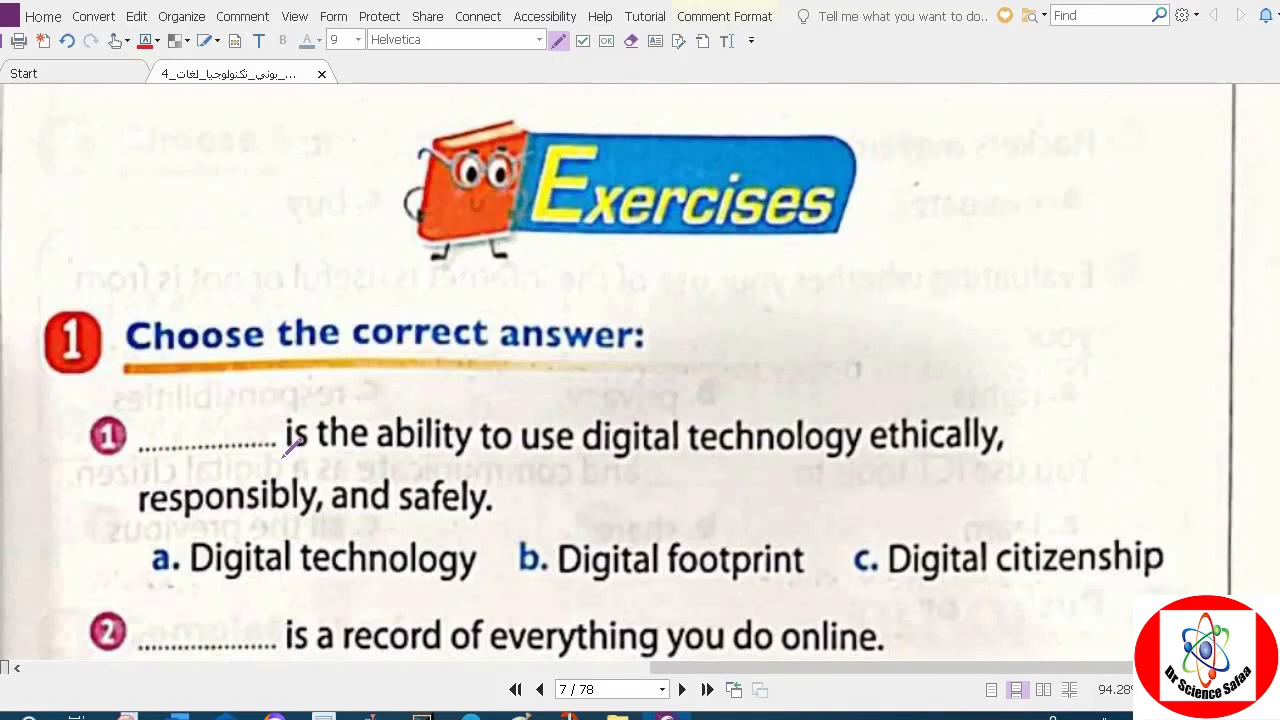 Home Convert Edit Organize Comment View Form Protect Share Connect Accessibility Help Tutorial Comment Format Tell me what you want to do.. Find
9 Helvetica
Start 4_بوني_تكنولوجيا_لغات...
Exercises
1 Choose the correct answer:
1 .................... is the ability to use digital technology ethically,
responsibly, and safely.
a. Digital technology b. Digital footprint c. Digital citizenship
2 .................... is a record of everything you do online.
Dr Science Safaa
7 / 78 94.28%